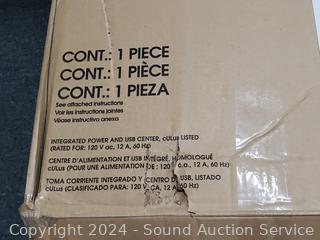 CONT.: 1 PIECE
CONT.: 1 PIÈCE
CONT.: 1 PIEZA
See attached instructions
Voir les instructions jointes
Véase instructivo anexa
INTEGRATED POWER AND USB CENTER, cULus LISTED
(RATED FOR: 120 V ac, 12 A, 60 Hz)
CENTRE D'ALIMENTATION ET USB INTÉGRÉ, HOMOLOGUÉ
cULus (POUR UNE ALIMENTATION DE : 120 V c.a., 12 A, 60 Hz)
TOMA CORRIENTE INTEGRADO Y CENTRO DE USB, LISTADO
cULus (CLASIFICADO PARA: 120 V CA, 12 A, 60 Hz)
Copyright 2024 - Sound Auction Service